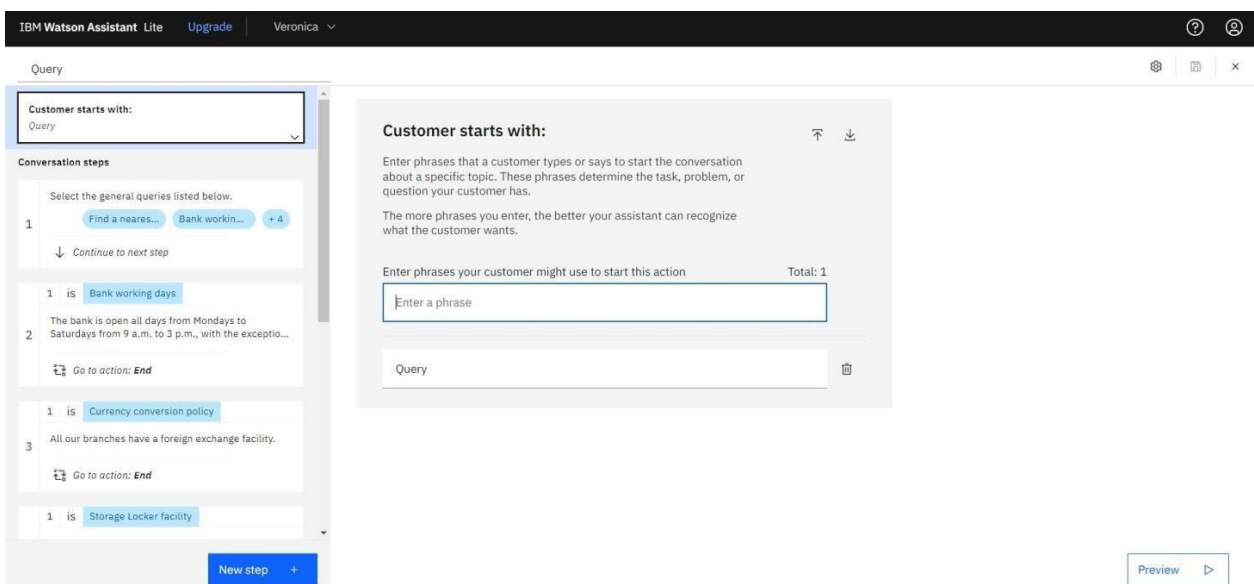 IBM Watson Assistant Lite Upgrade Veronica
Query
Customer starts with:
Query
Conversation steps
1
Select the general queries listed below.
Find a neares... Bank workin... + 4
Continue to next step
1 is Bank working days
2
The bank is open all days from Mondays to
Saturdays from 9 a.m. to 3 p.m., with the exceptio...
Go to action: End
1 is Currency conversion policy
3
All our branches have a foreign exchange facility.
Go to action: End
1 is Storage Locker facility
New step +
Customer starts with:
Enter phrases that a customer types or says to start the conversation
about a specific topic. These phrases determine the task, problem, or
question your customer has.
The more phrases you enter, the better your assistant can recognize
what the customer wants.
Enter phrases your customer might use to start this action Total: 1
Enter a phrase
Query
Preview